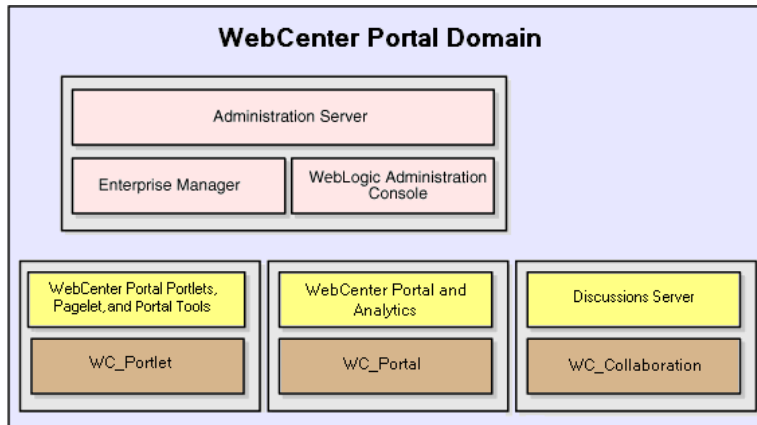 WebCenter Portal Domain
Administration Server
Enterprise Manager
WebLogic Administration
Console
WebCenter Portal Portlets,
Pagelet, and Portal Tools
WC_Portlet
WebCenter Portal and
Analytics
WC_Portal
Discussions Server
WC_Collaboration